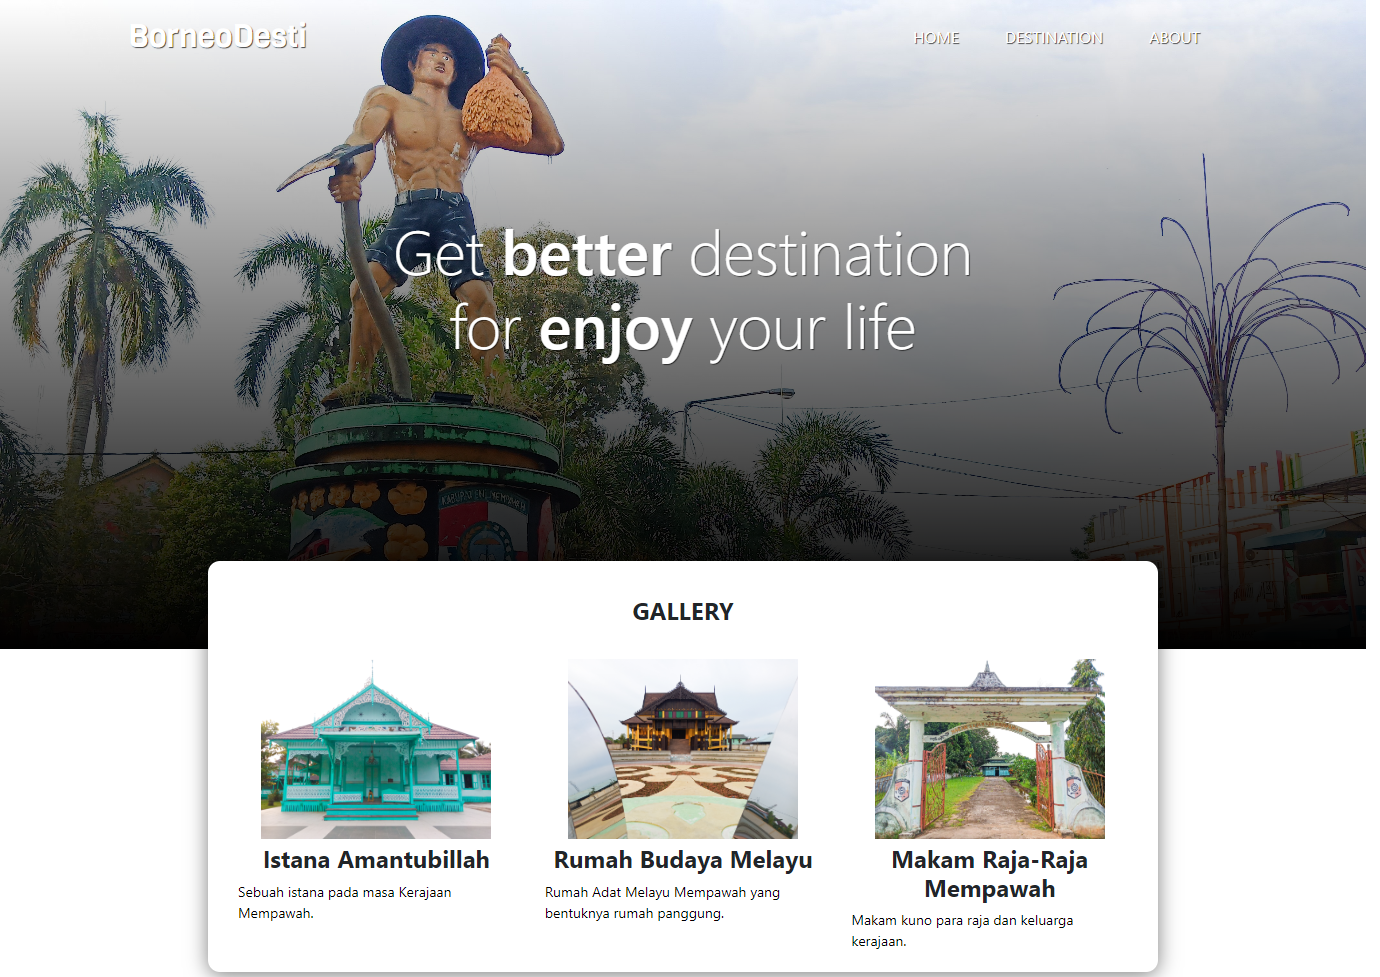 BorneoDesti
HOME
DESTINATION
ABOUT
Get better destination
for enjoy your life
GALLERY
Istana Amantubillah
Sebuah istana pada masa Kerajaan
Mempawah.
Rumah Budaya Melayu
Rumah Adat Melayu Mempawah yang
bentuknya rumah panggung.
Makam Raja-Raja
Mempawah
Makam kuno para raja dan keluarga
kerajaan.